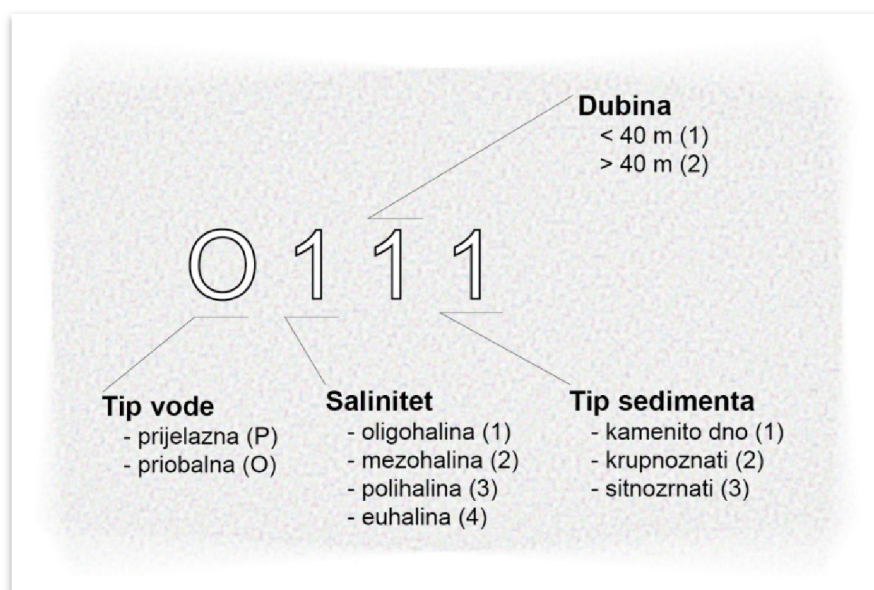 Dubina
< 40 m (1)
> 40 m (2)
O 1 1 1
Tip vode
- prijelazna (P)
- priobalna (O)
Salinitet
- oligohalina (1)
- mezohalina (2)
- polihalina (3)
- euhalina (4)
Tip sedimenta
- kamenito dno (1)
- krupnoznati (2)
- sitnozrnati (3)